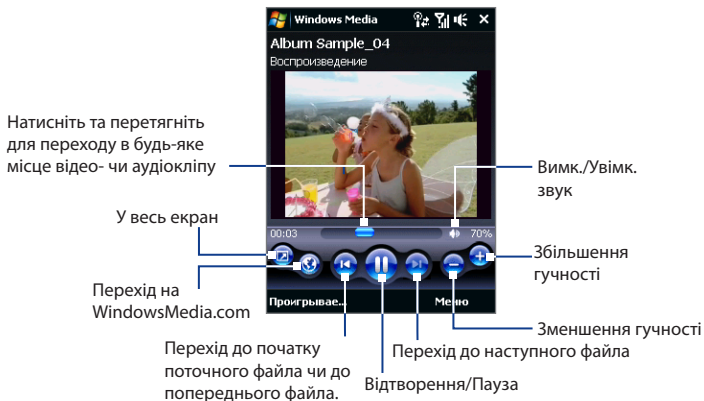 Windows Media
Album Sample_04
Воспроизведение
Натисніть та перетягніть
для переходу в будь-яке
місце відео- чи аудіокліпу
Вимк./Увімк.
звук
У весь екран
00:03
70%
Збільшення
гучності
Перехід на
WindowsMedia.com
Проигрывае...
Меню
Зменшення гучності
Перехід до початку
поточного файла чи до
попереднього файла.
Перехід до наступного файла
Відтворення/Пауза